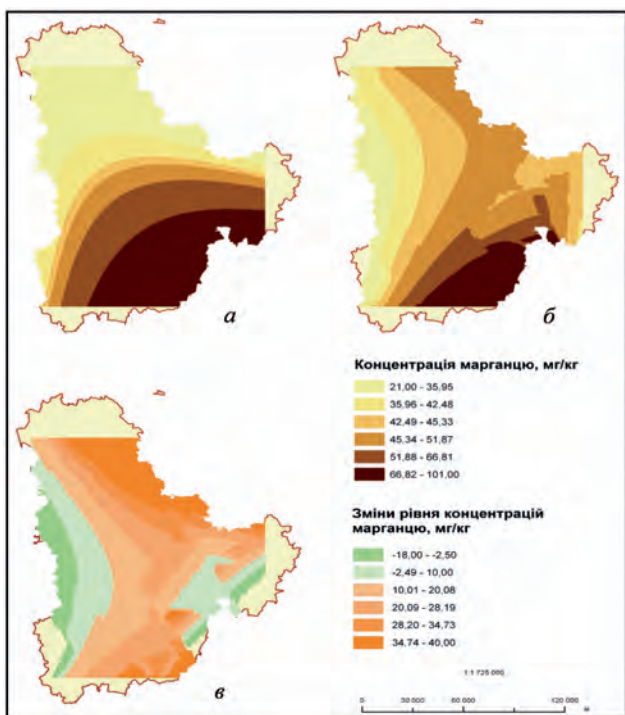 а
б
Концентрація марганцю, мг/кг
21,00 - 35,95
35,96 - 42,48
42,49 - 45,33
45,34 - 51,87
51,88 - 66,81
66,82 - 101,00
Зміни рівня концентрацій
марганцю, мг/кг
-18,00 - -2,50
-2,49 - 10,00
10,01 - 20,08
20,09 - 28,19
28,20 - 34,73
34,74 - 40,00
в
1:1 725 000
0 30 000 60 000 120 000
м